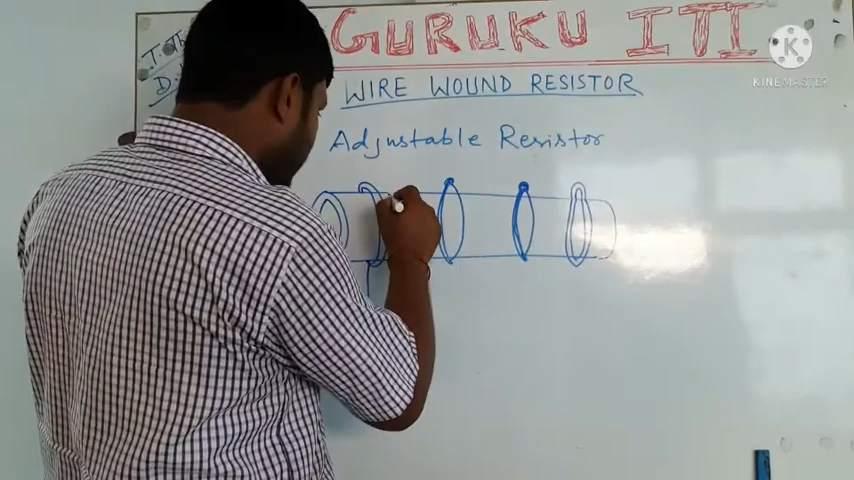 GURUKU ITI
T.T
D
WIRE WOUND RESISTOR
Adjustable Resistor
KINEMASTER